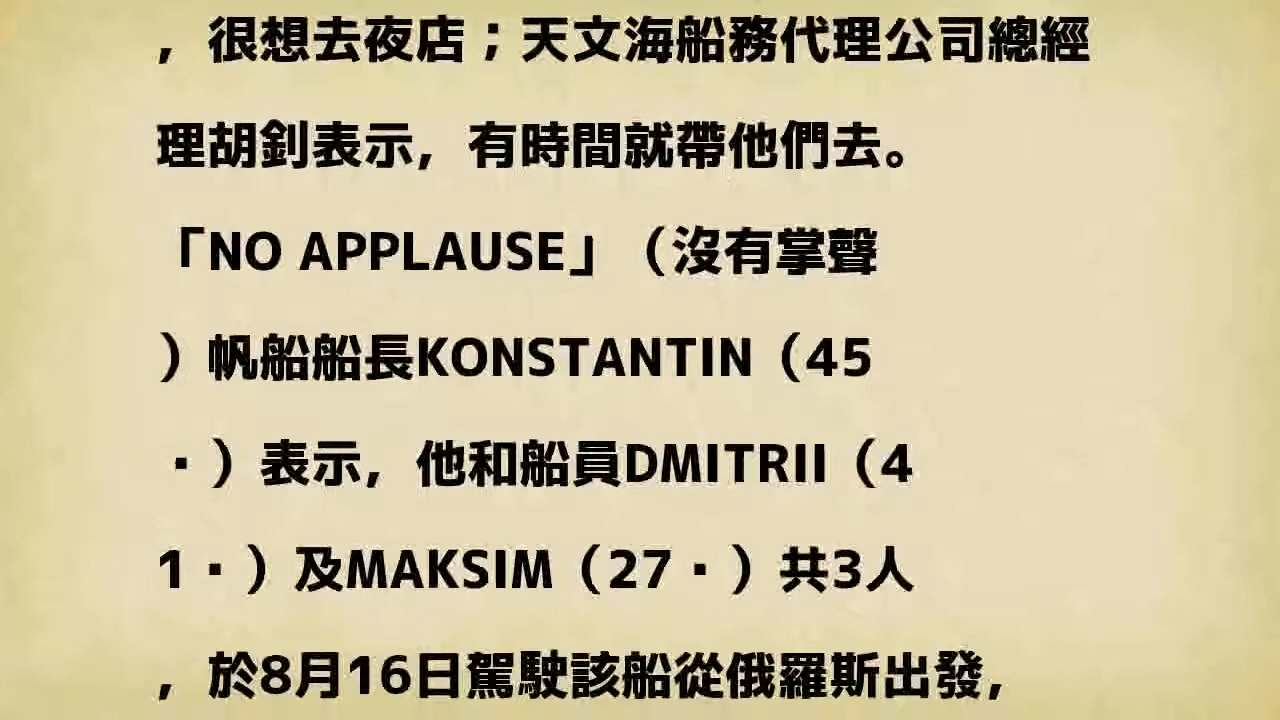 ，很想去夜店；天文海船務代理公司總經
理胡釗表示，有時間就帶他們去。
「NO APPLAUSE」（沒有掌聲
）帆船船長KONSTANTIN（45
▪）表示，他和船員DMITRII（4
1▪）及MAKSIM（27▪）共3人
，於8月16日駕駛該船從俄羅斯出發，